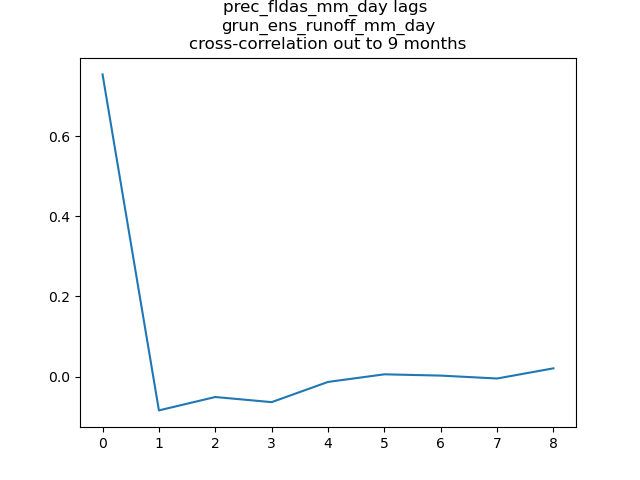 prec_fldas_mm_day lags
grun_ens_runoff_mm_day
cross-correlation out to 9 months
0.6
0.4
0.2
0.0
0 1 2 3 4 5 6 7 8